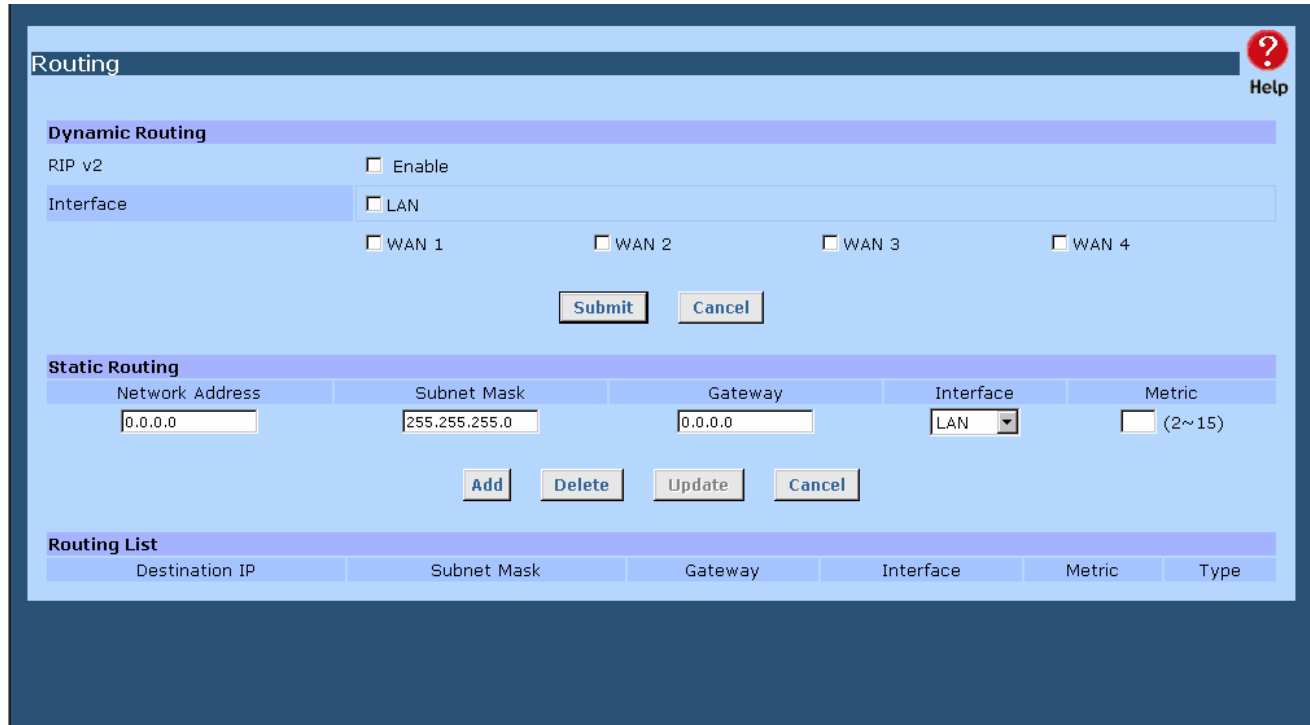 Routing
?
Help
Dynamic Routing
RIP v2 Enable
Interface LAN
WAN 1 WAN 2 WAN 3 WAN 4
Submit Cancel
Static Routing
Network Address Subnet Mask Gateway Interface Metric
0.0.0.0 255.255.255.0 0.0.0.0 LAN (2~15)
Add Delete Update Cancel
Routing List
Destination IP Subnet Mask Gateway Interface Metric Type